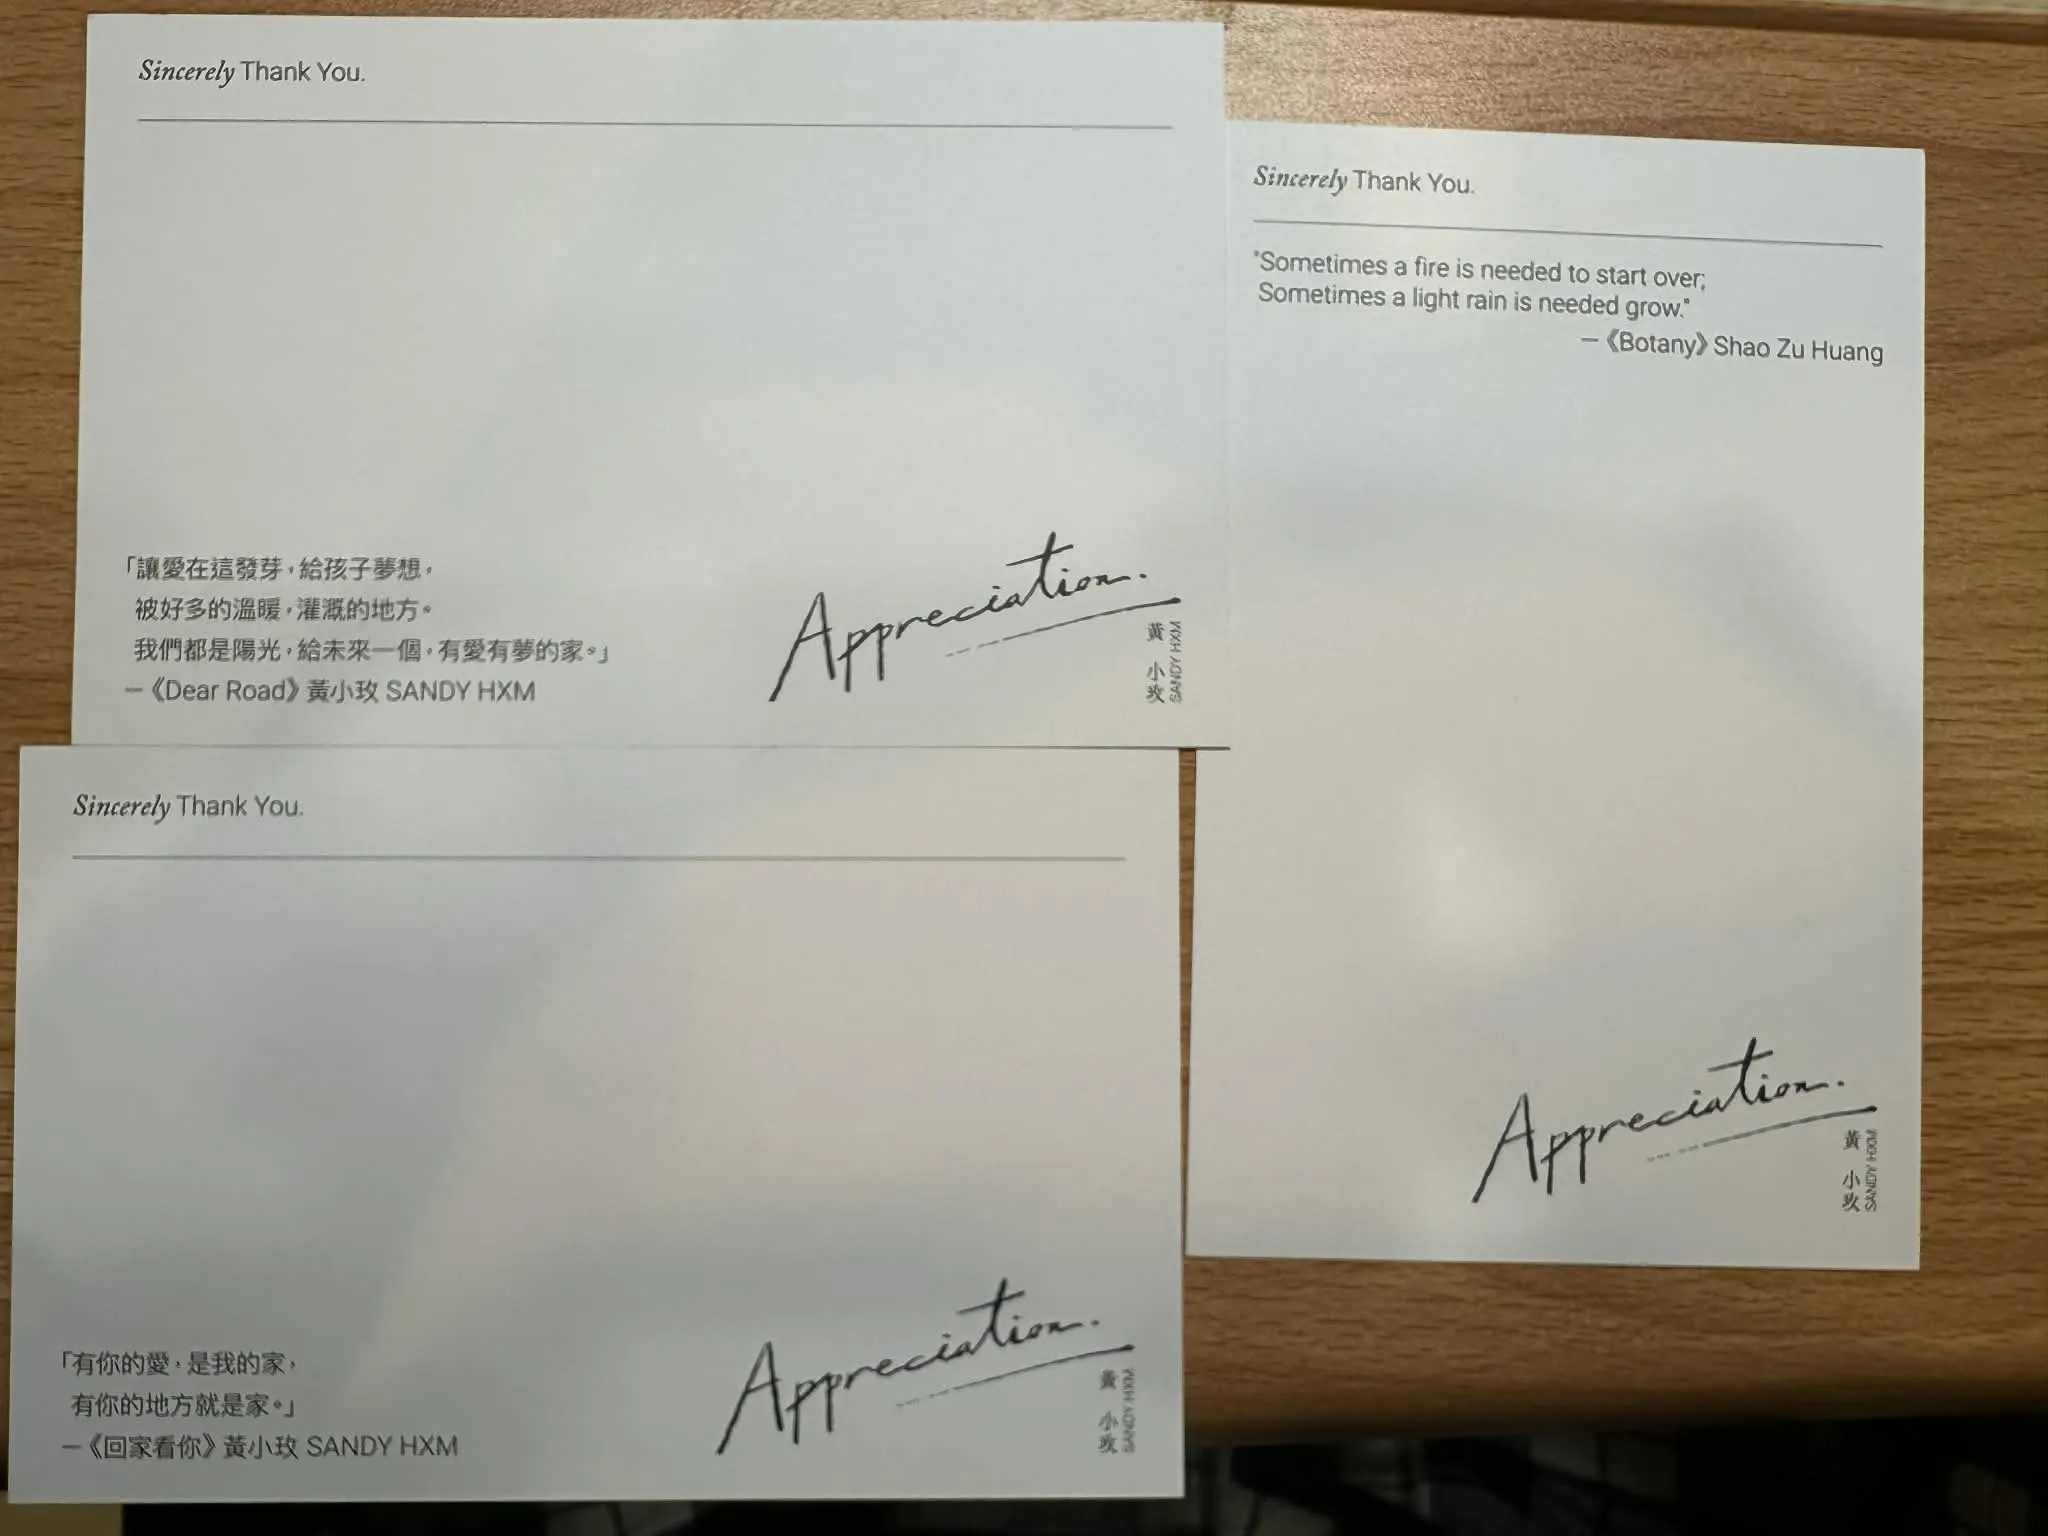 Sincerely Thank You.
「讓愛在這發芽，給孩子夢想，
被好多的溫暖，灌溉的地方。
我們都是陽光，給未來一個，有愛有夢的家。」
—《Dear Road》黃小玫 SANDY HXM
Appreciation.
黃小玫
SANDY HXM
Sincerely Thank You.
"Sometimes a fire is needed to start over;
Sometimes a light rain is needed grow."
—《Botany》Shao Zu Huang
Appreciation.
黃小玫
SANDY HXM
Sincerely Thank You.
「有你的愛，是我的家，
有你的地方就是家。」
—《回家看你》黃小玫 SANDY HXM
Appreciation.
黃小玫
SANDY HXM